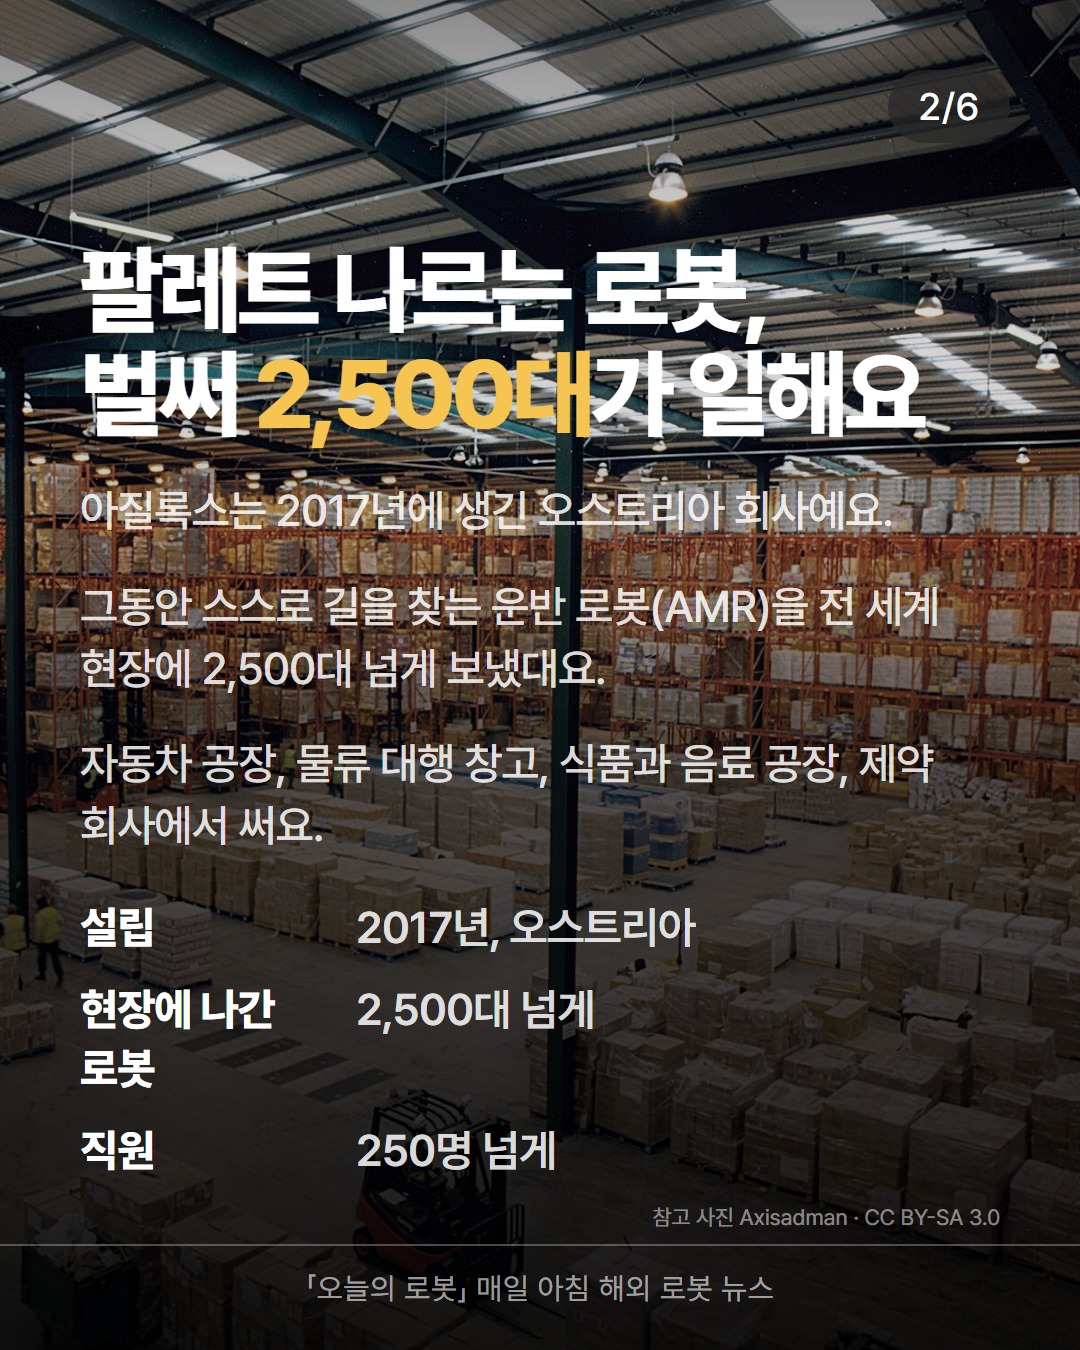 2/6
팔레트 나르는 로봇,
벌써 2,500대가 일해요
아질록스는 2017년에 생긴 오스트리아 회사예요.
그동안 스스로 길을 찾는 운반 로봇(AMR)을 전 세계
현장에 2,500대 넘게 보냈대요.
자동차 공장, 물류 대행 창고, 식품과 음료 공장, 제약
회사에서 써요.
설립 2017년, 오스트리아
현장에 나간 2,500대 넘게
로봇
직원 250명 넘게
참고 사진 Axisadman · CC BY-SA 3.0
「오늘의 로봇」 매일 아침 해외 로봇 뉴스